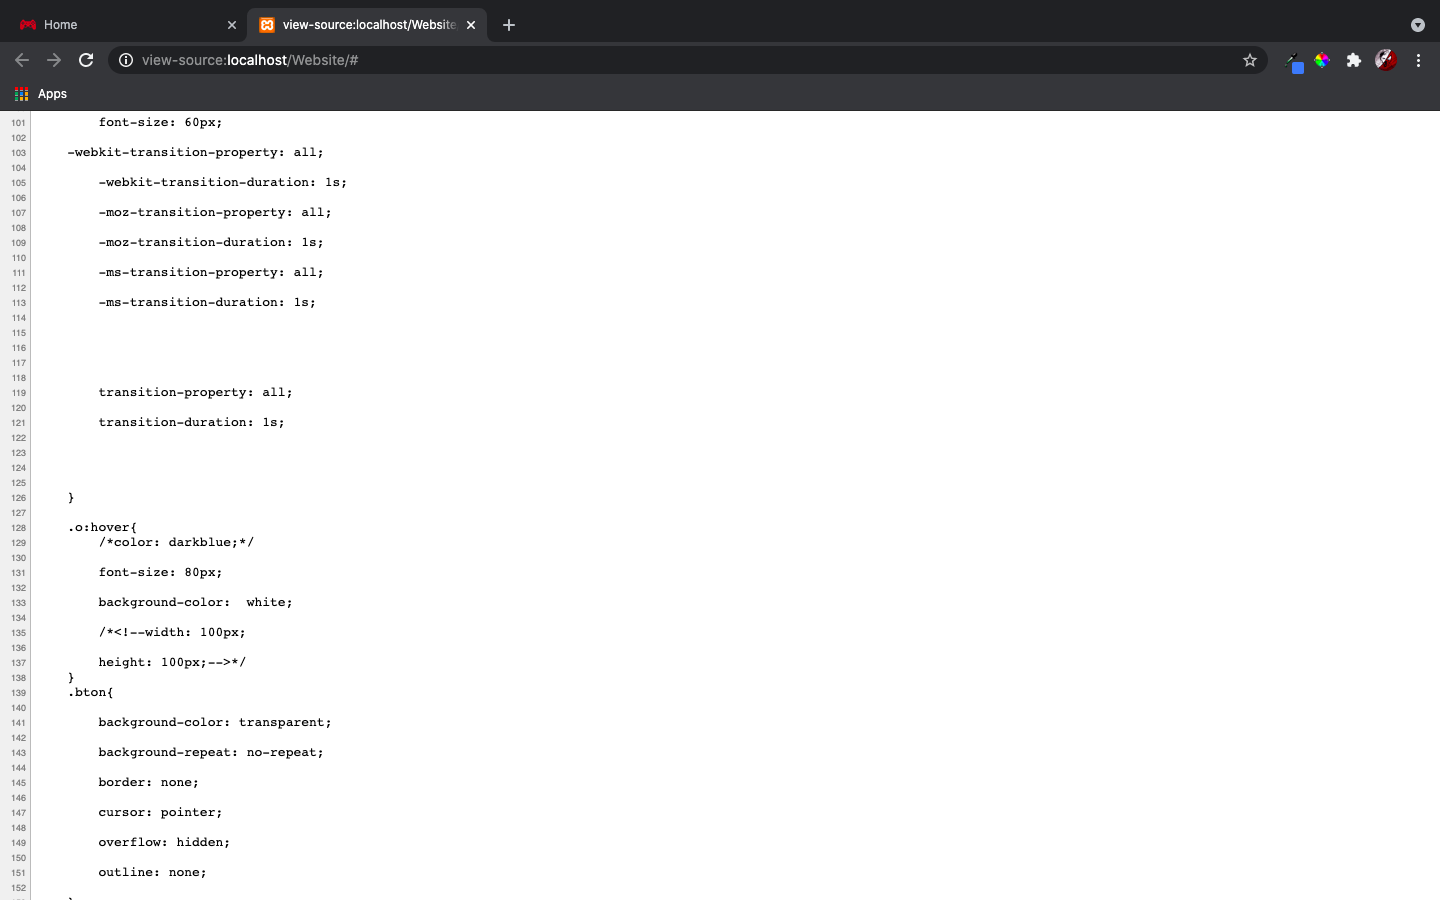 Home
view-source:localhost/Website
view-source:localhost/Website/#
Apps
101 font-size: 60px;
102
103 -webkit-transition-property: all;
104
105 -webkit-transition-duration: 1s;
106
107 -moz-transition-property: all;
108
109 -moz-transition-duration: 1s;
110
111 -ms-transition-property: all;
112
113 -ms-transition-duration: 1s;
114
115
116
117
118
119 transition-property: all;
120
121 transition-duration: 1s;
122
123
124
125
126 }
127
128 .o:hover{
129 /*color: darkblue;*/
130
131 font-size: 80px;
132
133 background-color:  white;
134
135 /*<!--width: 100px;
136
137 height: 100px;-->*/
138 }
139 .bton{
140
141 background-color: transparent;
142
143 background-repeat: no-repeat;
144
145 border: none;
146
147 cursor: pointer;
148
149 overflow: hidden;
150
151 outline: none;
152